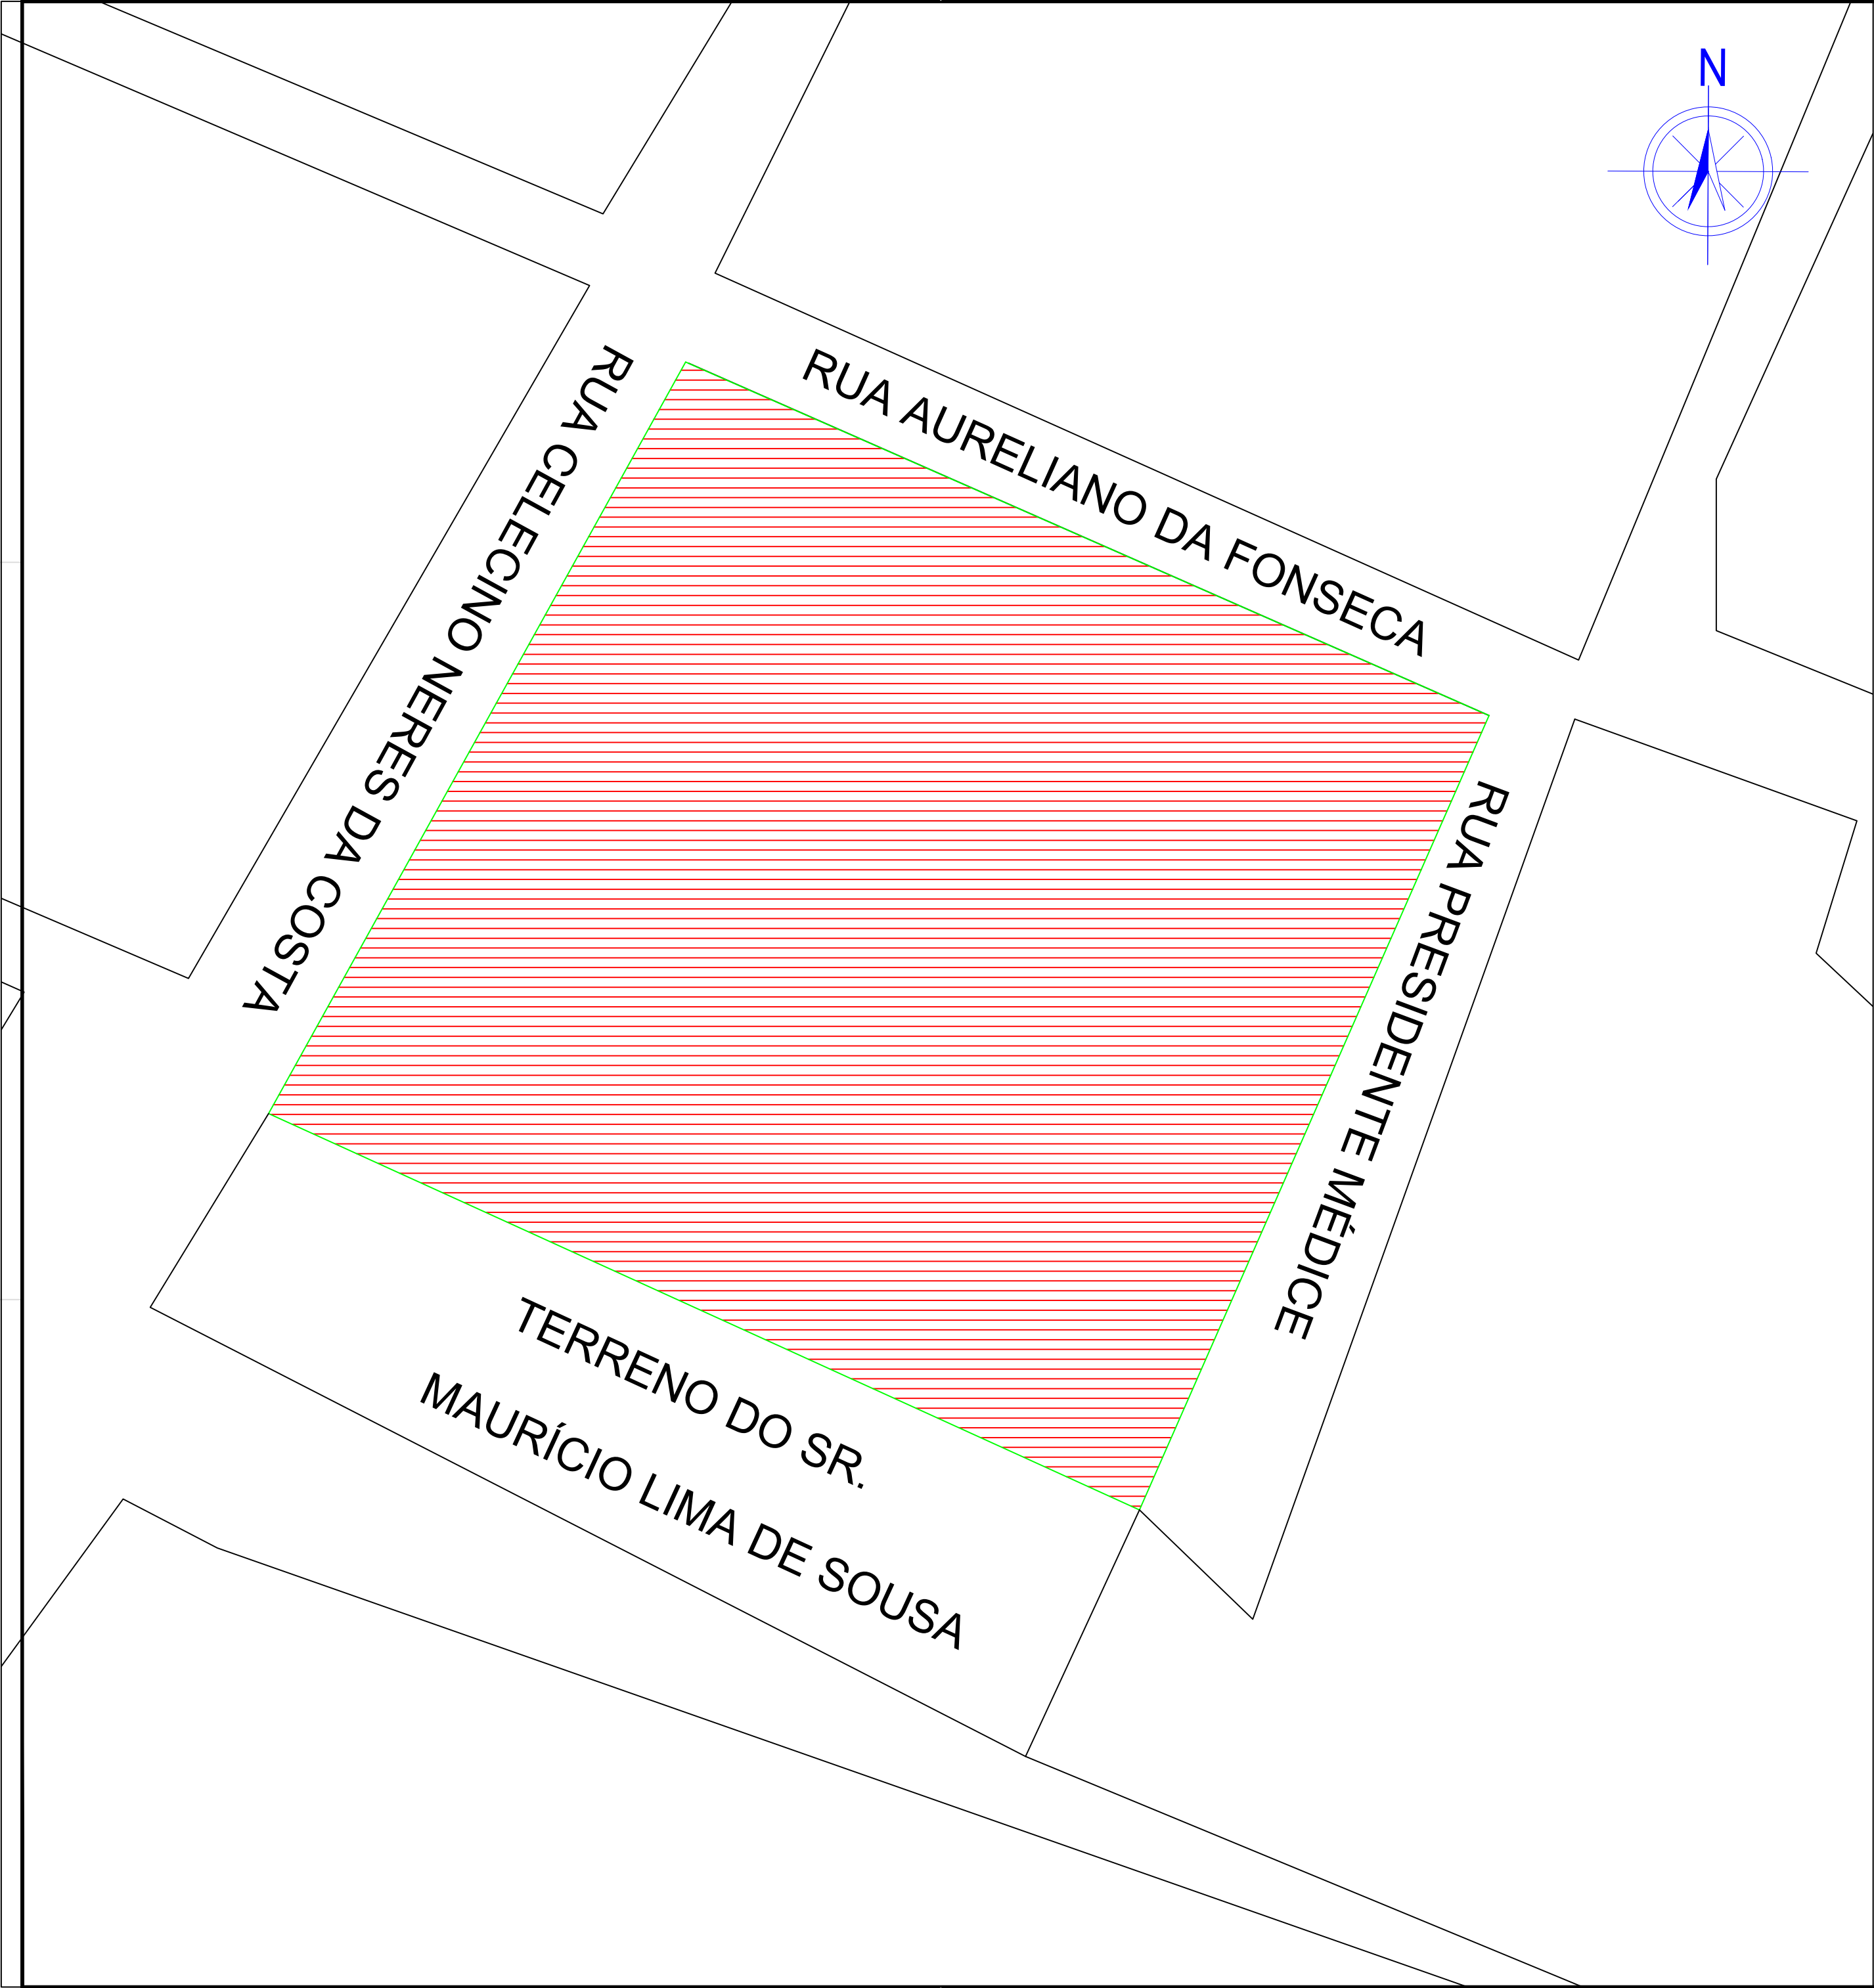 N
RUA AURELIANO DA FONSECA
RUA CELECINO NERES DA COSTA
RUA PRESIDENTE MÉDICE
TERRENO DO SR.
MAURÍCIO LIMA DE SOUSA